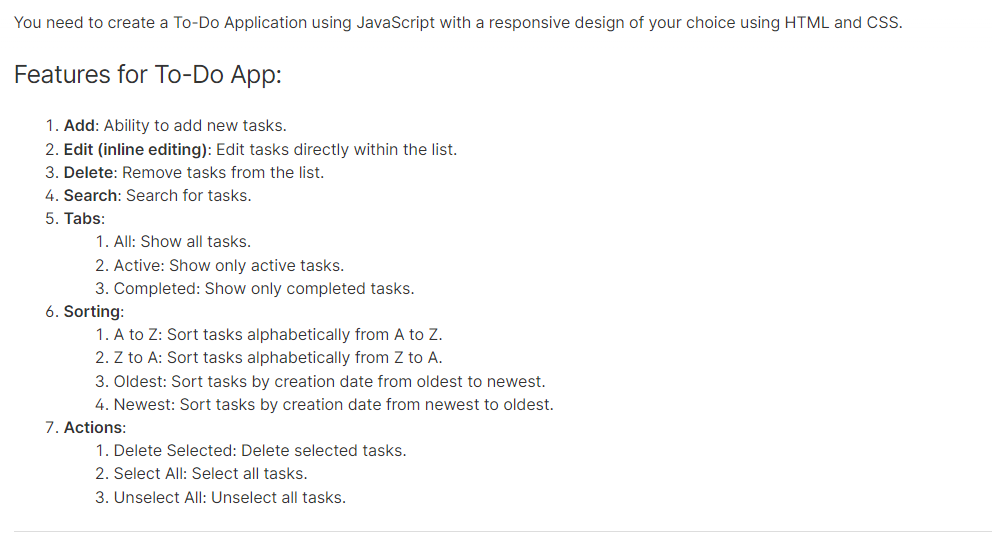 You need to create a To-Do Application using JavaScript with a responsive design of your choice using HTML and CSS.
Features for To-Do App:
1. Add: Ability to add new tasks.
2. Edit (inline editing): Edit tasks directly within the list.
3. Delete: Remove tasks from the list.
4. Search: Search for tasks.
5. Tabs:
1. All: Show all tasks.
2. Active: Show only active tasks.
3. Completed: Show only completed tasks.
6. Sorting:
1. A to Z: Sort tasks alphabetically from A to Z.
2. Z to A: Sort tasks alphabetically from Z to A.
3. Oldest: Sort tasks by creation date from oldest to newest.
4. Newest: Sort tasks by creation date from newest to oldest.
7. Actions:
1. Delete Selected: Delete selected tasks.
2. Select All: Select all tasks.
3. Unselect All: Unselect all tasks.